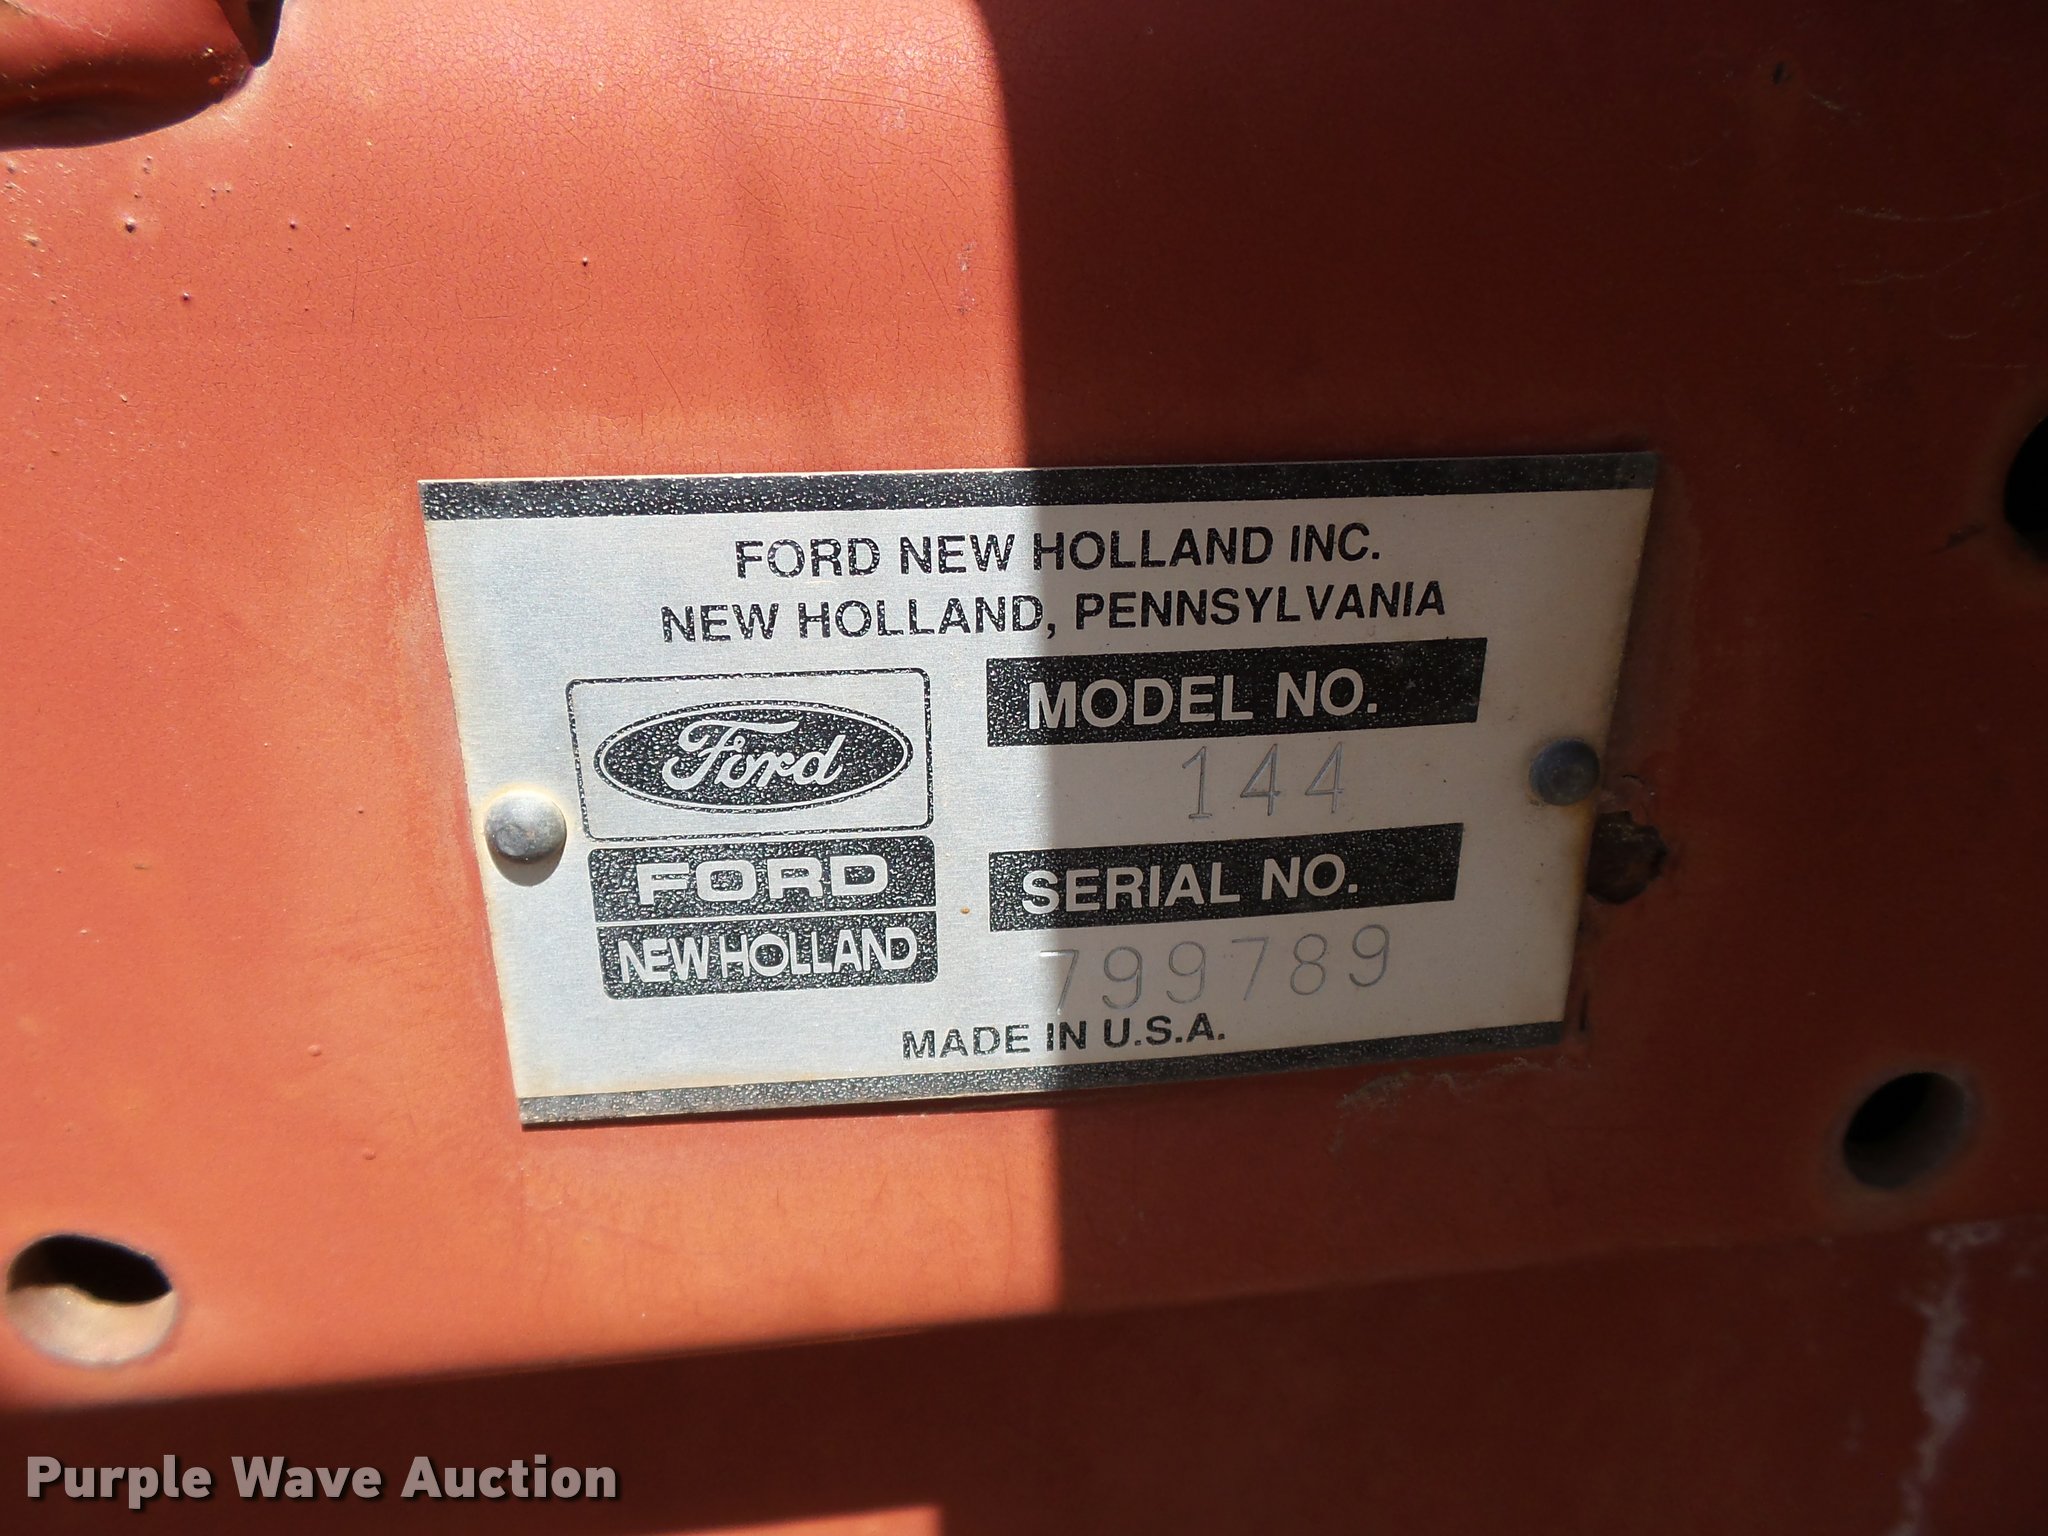 FORD NEW HOLLAND INC.
NEW HOLLAND, PENNSYLVANIA
Ford
FORD
NEW HOLLAND
MODEL NO.
144
SERIAL NO.
799789
MADE IN U.S.A.
Purple Wave Auction